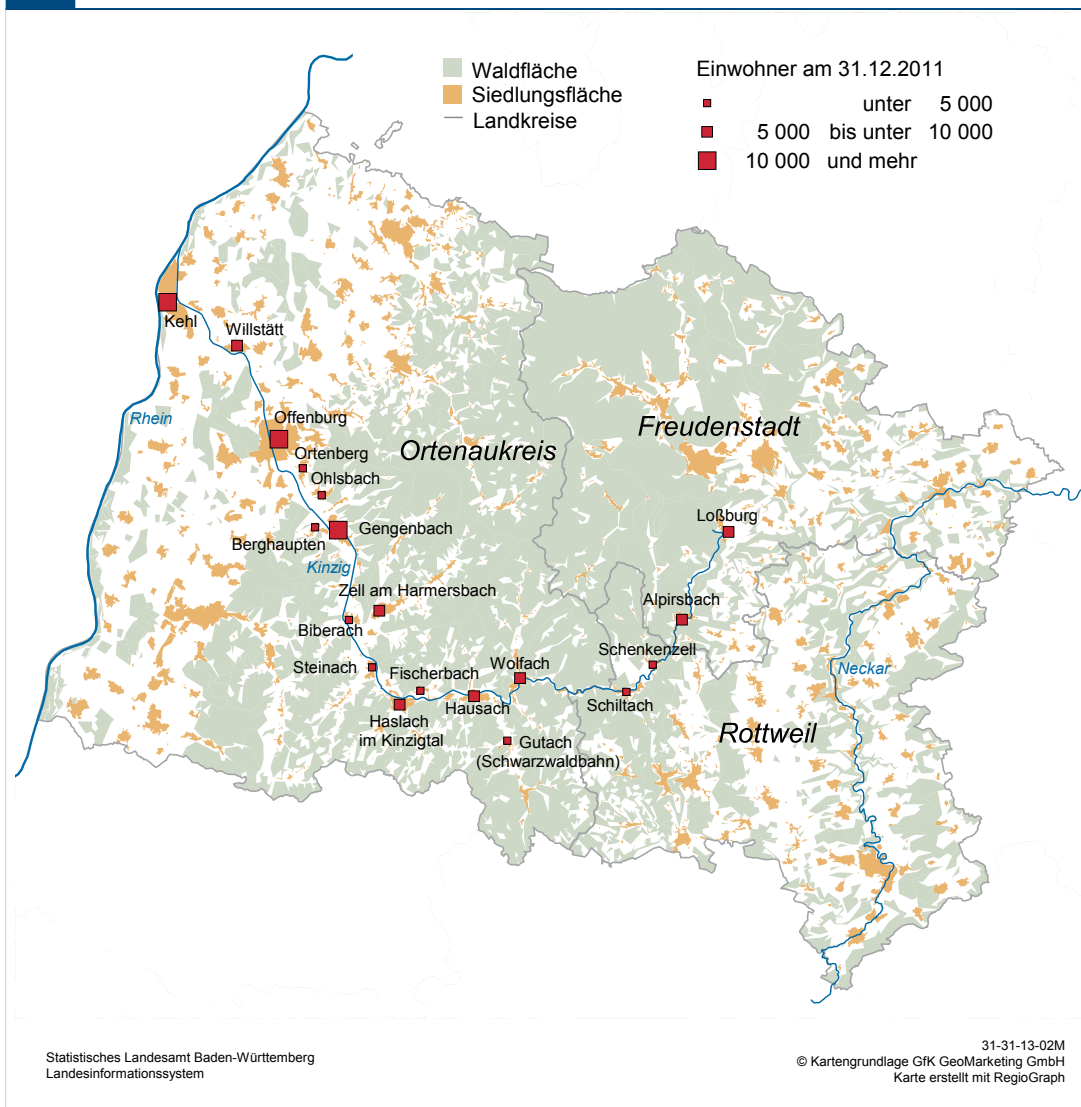 Waldfläche
Siedlungsfläche
Landkreise
Einwohner am 31.12.2011
unter 5 000
5 000 bis unter 10 000
10 000 und mehr
Kehl
Willstätt
Rhein
Offenburg
Ortenberg
Ohlsbach
Ortenaukreis
Freudenstadt
Berghaupten
Gengenbach
Kinzig
Loßburg
Zell am Harmersbach
Biberach
Alpirsbach
Steinach
Fischerbach
Wolfach
Schenkenzell
Neckar
Haslach
im Kinzigtal
Hausach
Schiltach
Gutach
(Schwarzwaldbahn)
Rottweil
Statistisches Landesamt Baden-Württemberg
Landesinformationssystem
31-31-13-02M
© Kartengrundlage GfK GeoMarketing GmbH
Karte erstellt mit RegioGraph